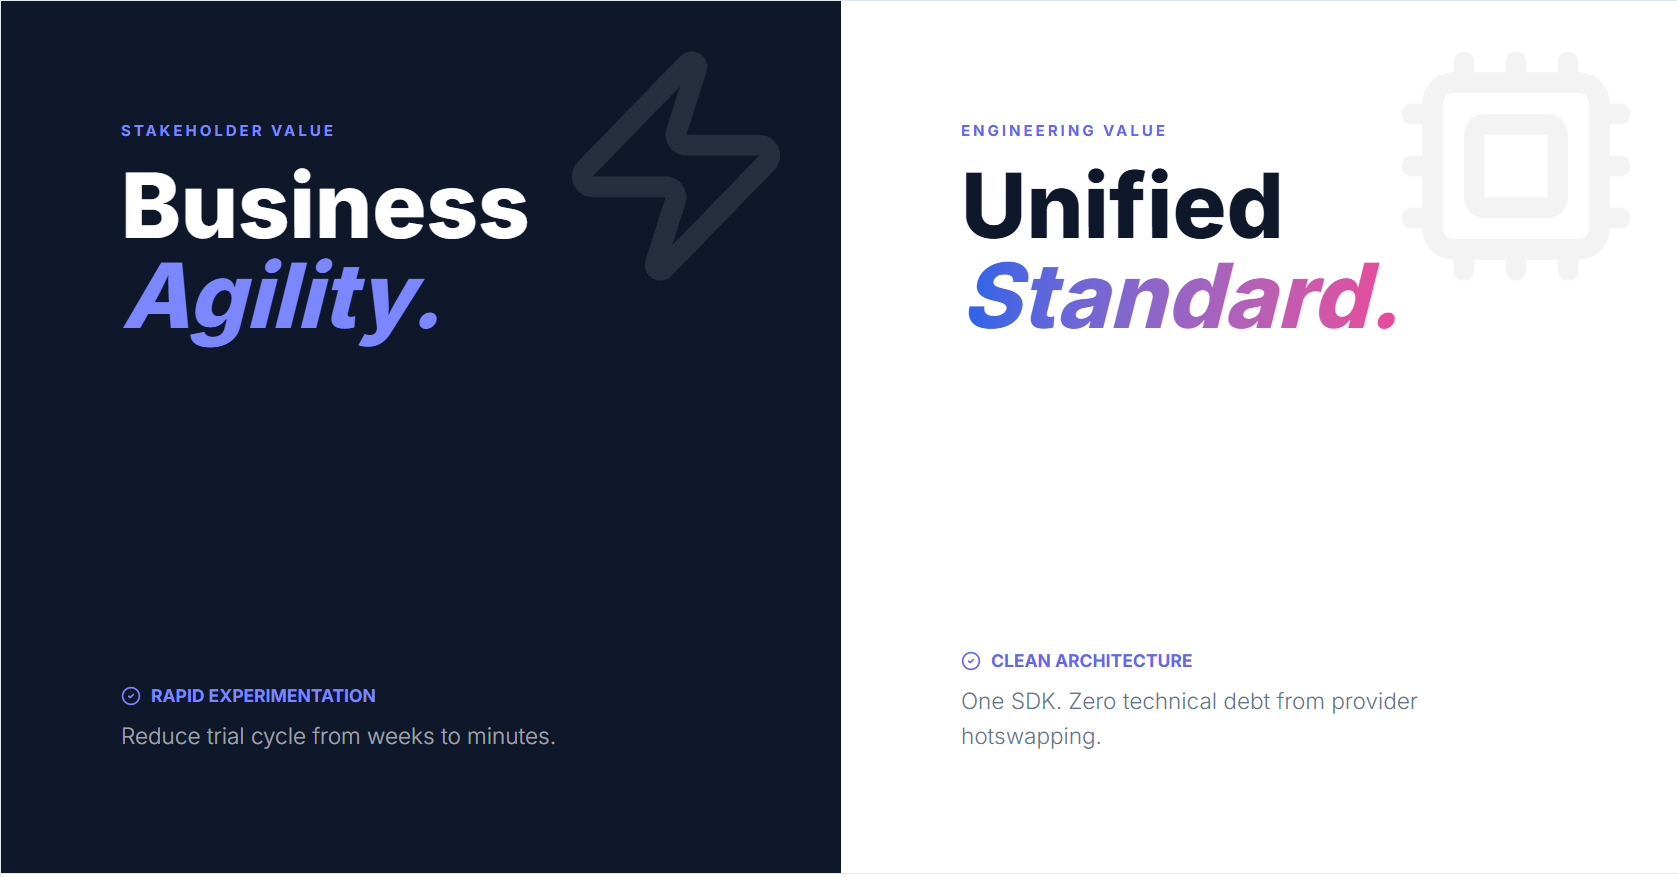 STAKEHOLDER VALUE
Business
Agility.
RAPID EXPERIMENTATION
Reduce trial cycle from weeks to minutes.
ENGINEERING VALUE
Unified
Standard.
CLEAN ARCHITECTURE
One SDK. Zero technical debt from provider
hotswapping.